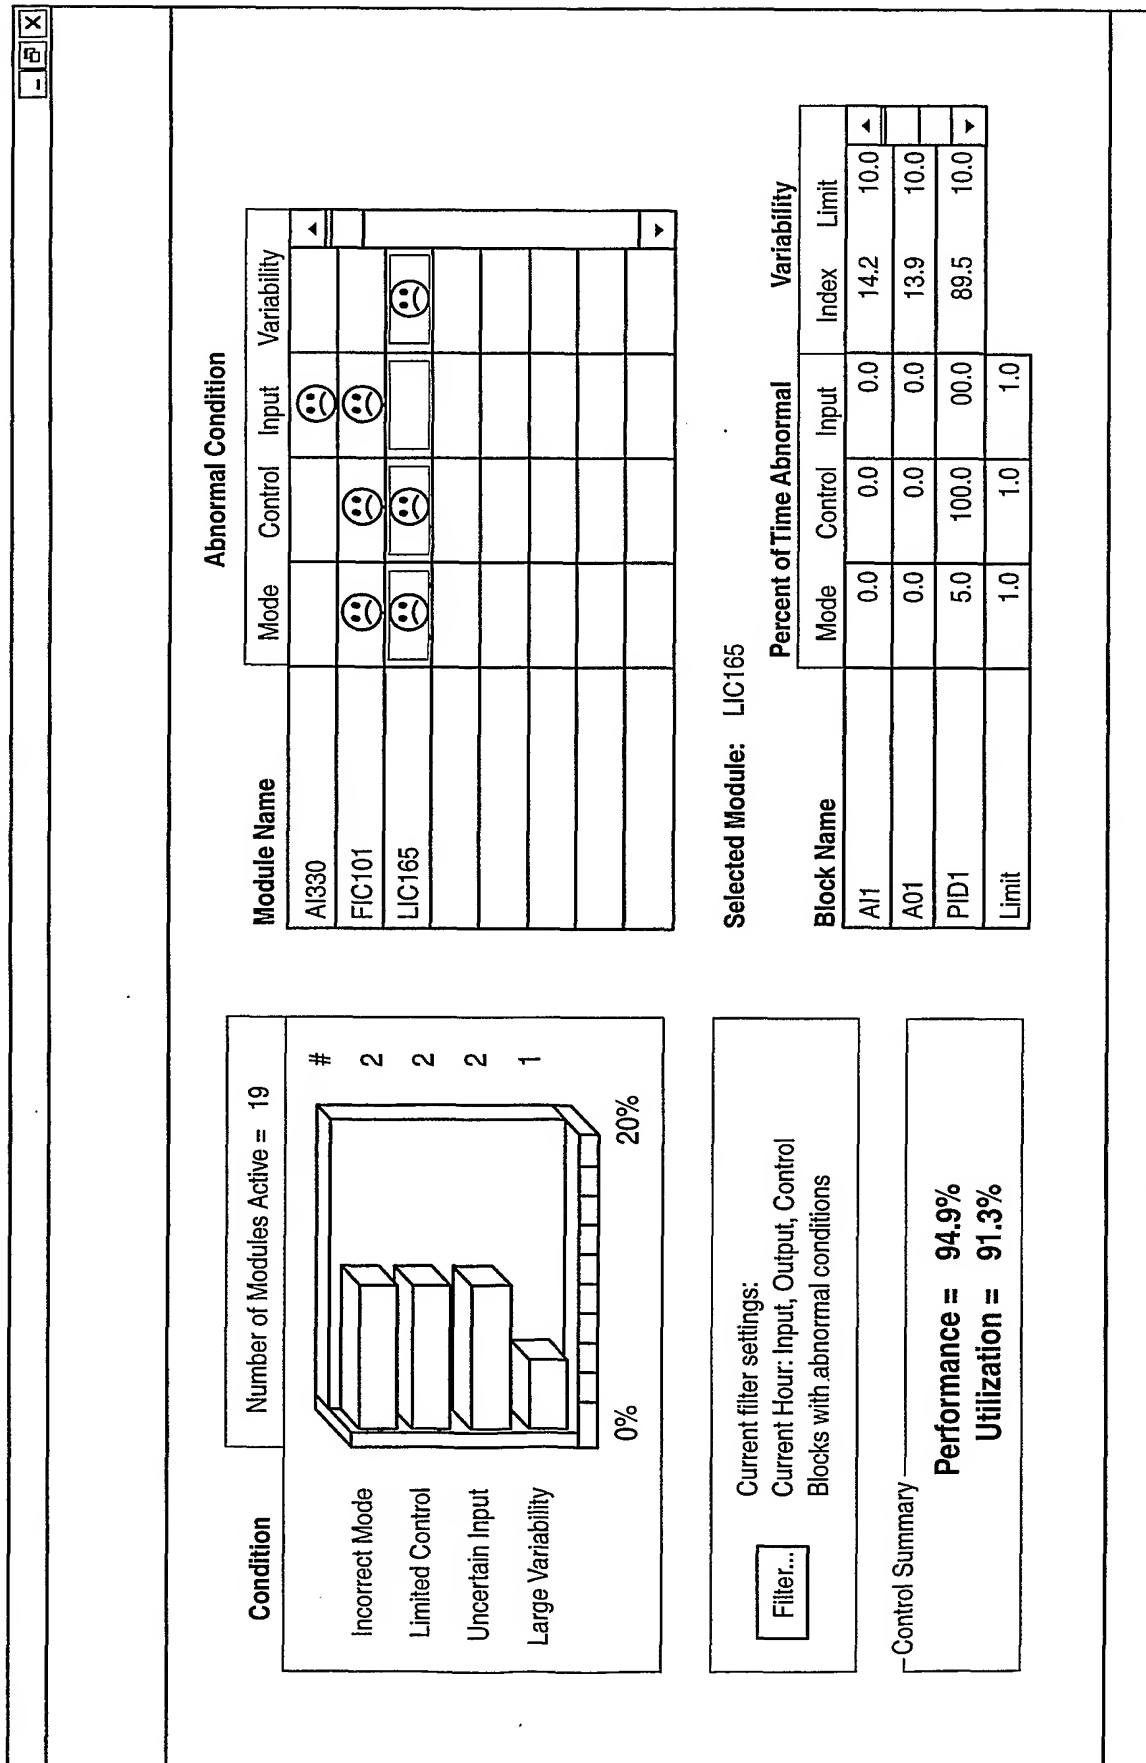 Condition
Number of Modules Active = 19
#
Incorrect Mode 2
Limited Control 2
Uncertain Input 2
Large Variability 1
0% 20%
Filter...
Current filter settings:
Current Hour: Input, Output, Control
Blocks with abnormal conditions
Control Summary
Performance = 94.9%
Utilization = 91.3%
Abnormal Condition
Module Name Mode Control Input Variability
AI330
FIC101
LIC165
Selected Module: LIC165
Percent of Time Abnormal Variability
Block Name Mode Control Input Index Limit
AI1 0.0 0.0 0.0 14.2 10.0
A01 0.0 0.0 0.0 13.9 10.0
PID1 5.0 100.0 00.0 89.5 10.0
Limit 1.0 1.0 1.0